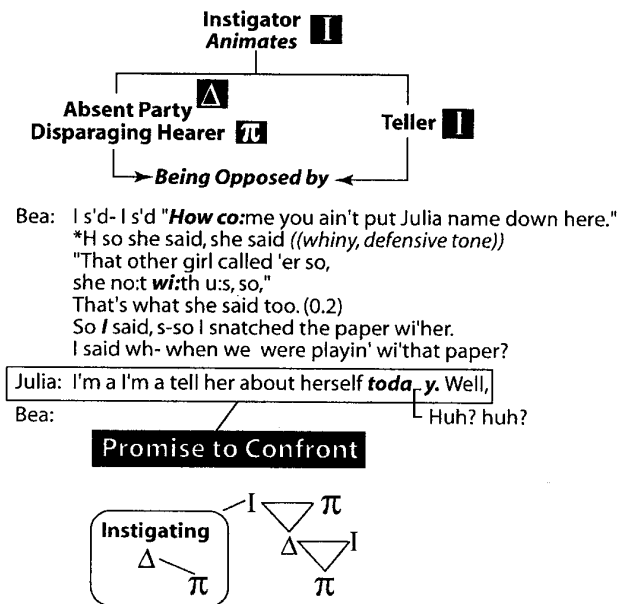 Instigator I
Animates
Absent Party Δ
Disparaging Hearer π
Teller I
Being Opposed by
Bea: I s'd- I s'd "How co:me you ain't put Julia name down here."
*H so she said, she said ((whiny, defensive tone))
"That other girl called 'er so,
she no:t wi:th u:s, so,"
That's what she said too. (0.2)
So I said, s-so I snatched the paper wi'her.
I said wh- when we were playin' wi'that paper?
Julia: I'm a I'm a tell her about herself toda y. Well,
Bea: Huh? huh?
Promise to Confront
I π
Instigating
Δ I
Δ
π π